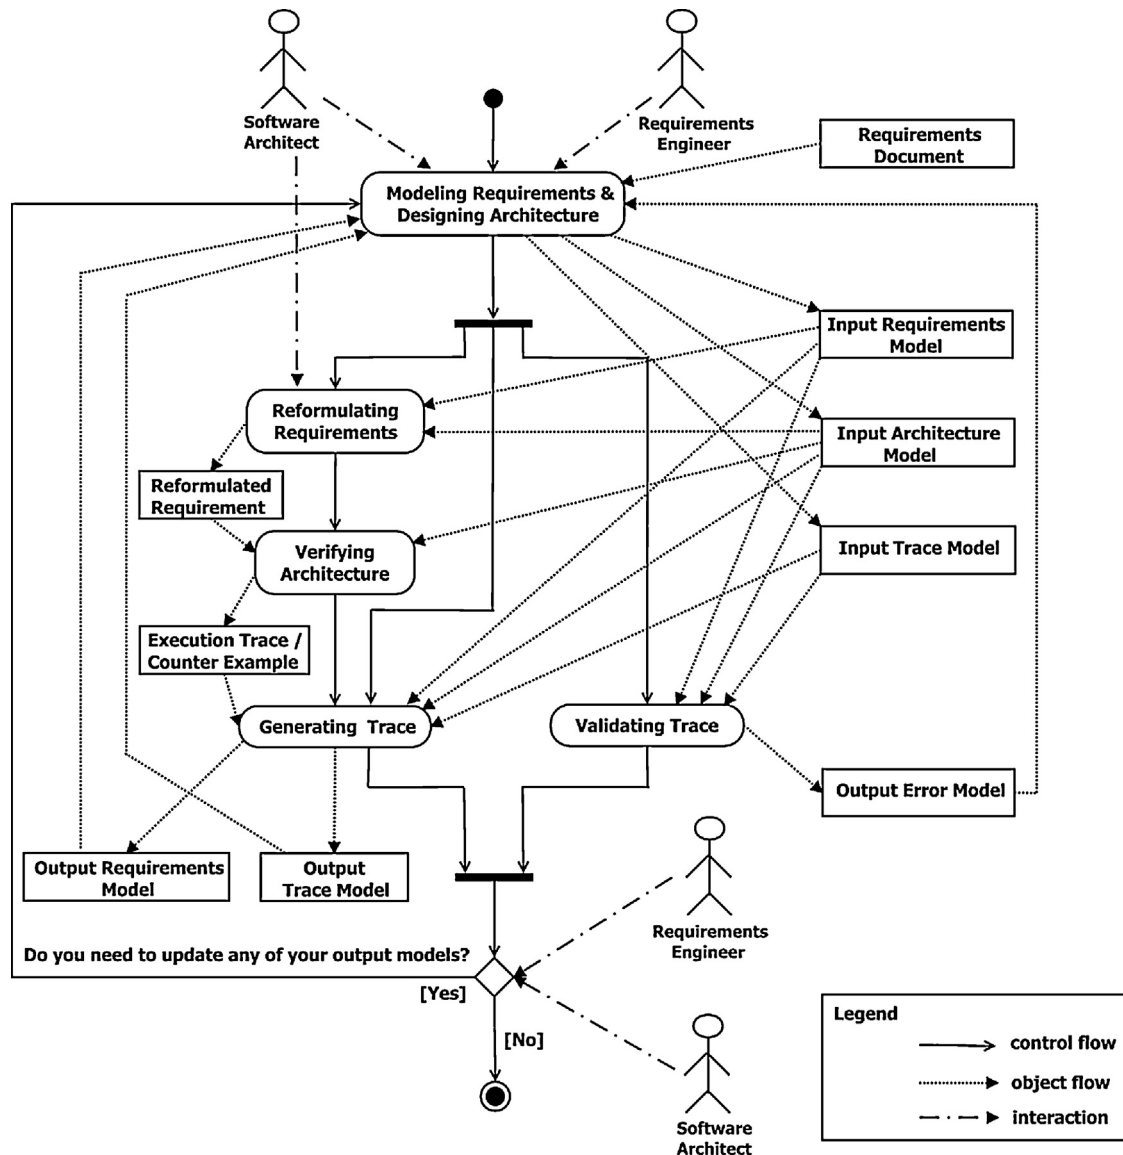 Software
Architect
Requirements
Engineer
Requirements
Document
Modeling Requirements &
Designing Architecture
Input Requirements
Model
Reformulating
Requirements
Input Architecture
Model
Reformulated
Requirement
Verifying
Architecture
Input Trace Model
Execution Trace /
Counter Example
Generating Trace
Validating Trace
Output Error Model
Output Requirements
Model
Output
Trace Model
Requirements
Engineer
Do you need to update any of your output models?
[Yes]
[No]
Software
Architect
Legend
control flow
object flow
interaction